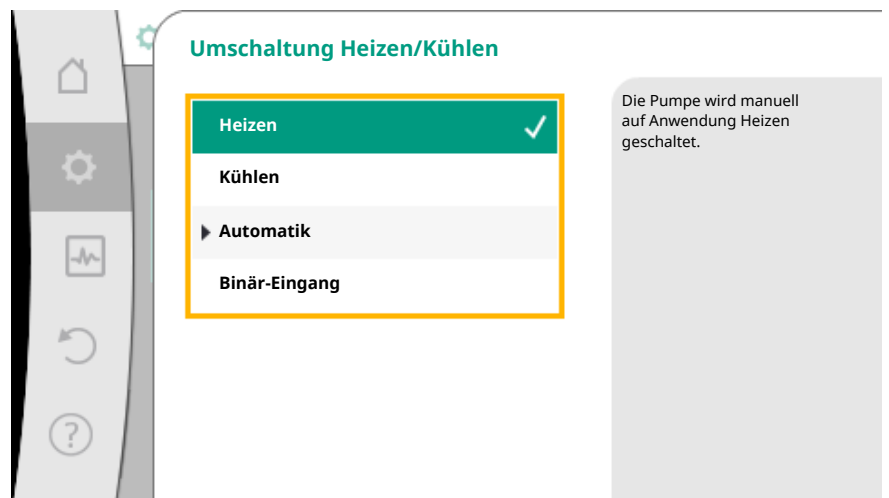 Umschaltung Heizen/Kühlen
Heizen
Kühlen
Automatik
Binär-Eingang
Die Pumpe wird manuell
auf Anwendung Heizen
geschaltet.
?